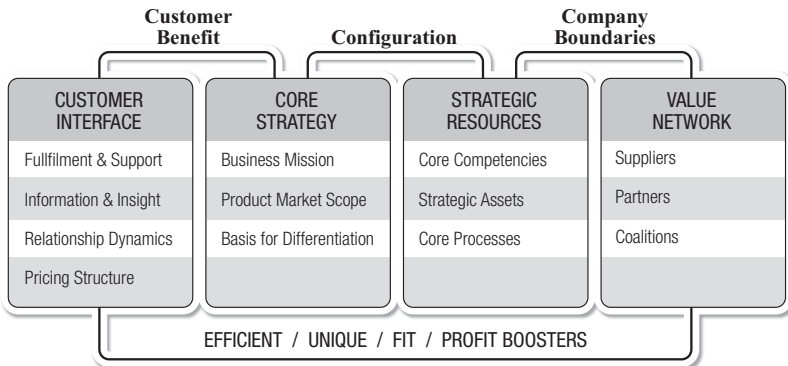 Customer
Benefit
Configuration
Company
Boundaries
CUSTOMER
INTERFACE
Fullfilment & Support
Information & Insight
Relationship Dynamics
Pricing Structure
CORE
STRATEGY
Business Mission
Product Market Scope
Basis for Differentiation
STRATEGIC
RESOURCES
Core Competencies
Strategic Assets
Core Processes
VALUE
NETWORK
Suppliers
Partners
Coalitions
EFFICIENT / UNIQUE / FIT / PROFIT BOOSTERS